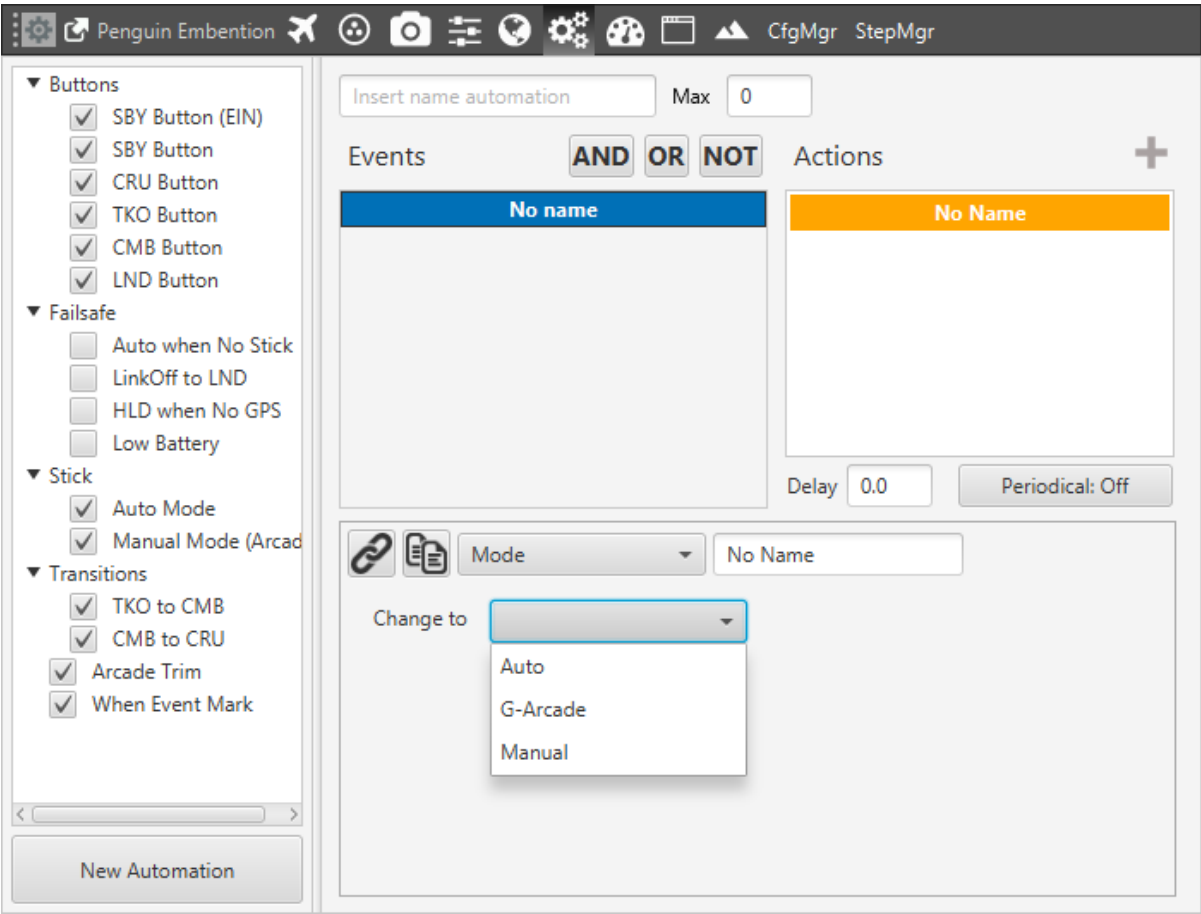 Penguin Embention CfgMgr StepMgr
Buttons
SBY Button (EIN)
SBY Button
CRU Button
TKO Button
CMB Button
LND Button
Failsafe
Auto when No Stick
LinkOff to LND
HLD when No GPS
Low Battery
Stick
Auto Mode
Manual Mode (Arcad
Transitions
TKO to CMB
CMB to CRU
Arcade Trim
When Event Mark
New Automation
Insert name automation Max 0
Events AND OR NOT Actions
No name
No Name
Delay 0.0 Periodical: Off
Mode No Name
Change to
Auto
G-Arcade
Manual